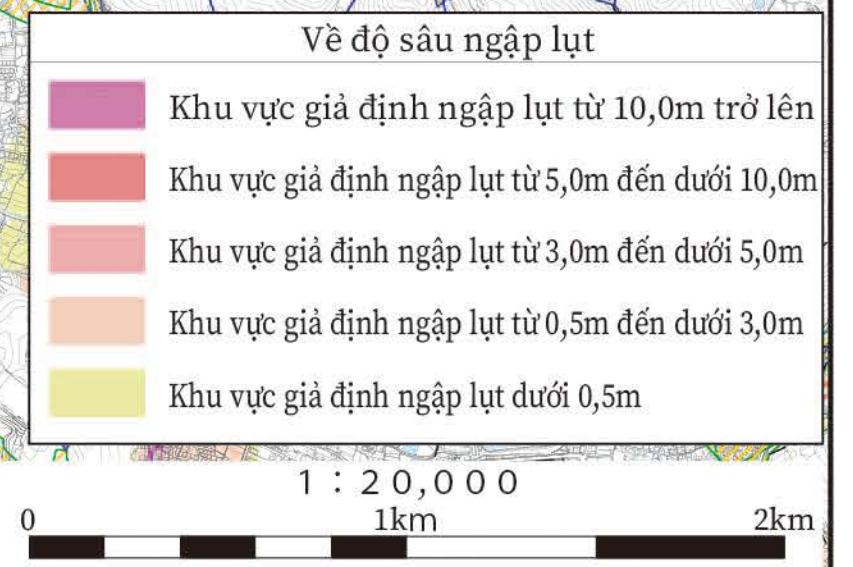 Về độ sâu ngập lụt
Khu vực giả định ngập lụt từ 10,0m trở lên
Khu vực giả định ngập lụt từ 5,0m đến dưới 10,0m
Khu vực giả định ngập lụt từ 3,0m đến dưới 5,0m
Khu vực giả định ngập lụt từ 0,5m đến dưới 3,0m
Khu vực giả định ngập lụt dưới 0,5m
1：20,000
0 1km 2km